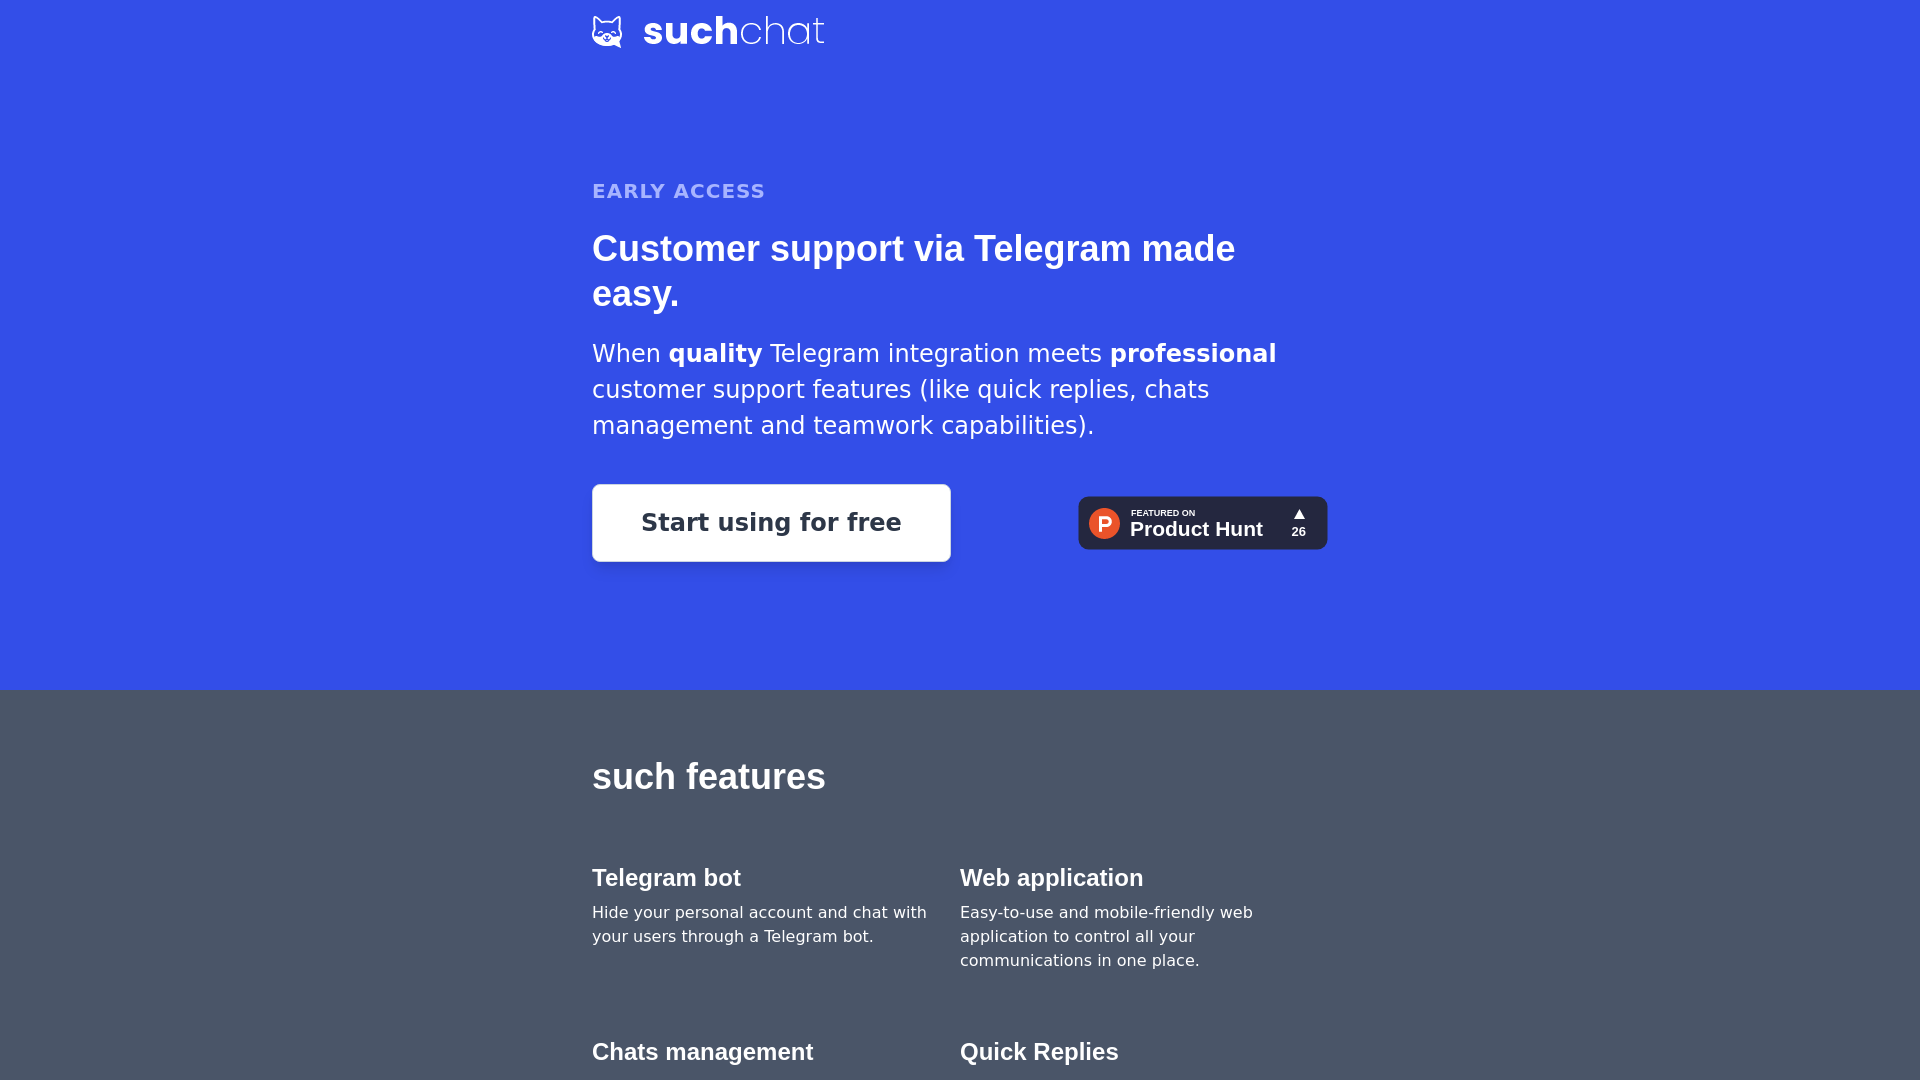 suchchat
EARLY ACCESS
Customer support via Telegram made
easy.
When quality Telegram integration meets professional
customer support features (like quick replies, chats
management and teamwork capabilities).
Start using for free
FEATURED ON
Product Hunt
26
such features
Telegram bot
Hide your personal account and chat with
your users through a Telegram bot.
Web application
Easy-to-use and mobile-friendly web
application to control all your
communications in one place.
Chats management
Quick Replies